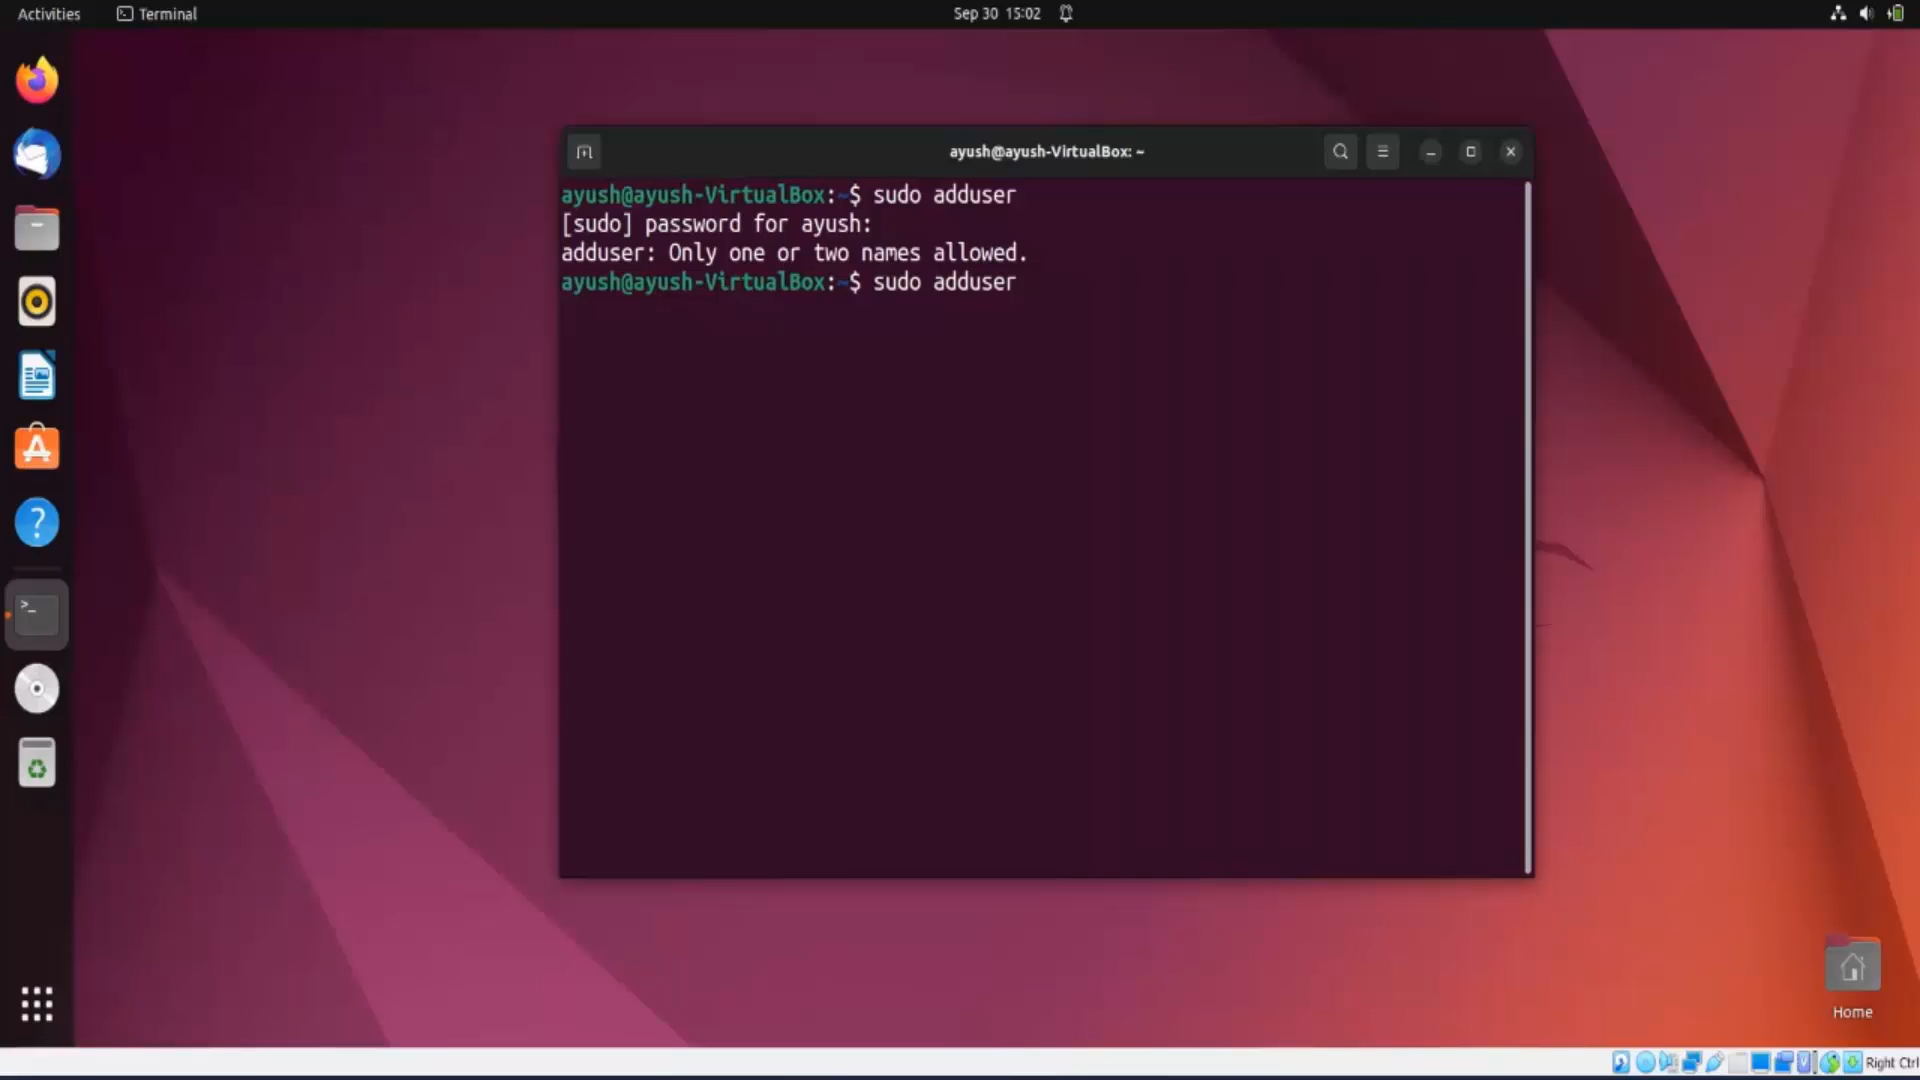 Activities
Terminal
Sep 30 15:02
ayush@ayush-VirtualBox: ~
ayush@ayush-VirtualBox:~$ sudo adduser
[sudo] password for ayush:
adduser: Only one or two names allowed.
ayush@ayush-VirtualBox:~$ sudo adduser
Home
Right Ctrl